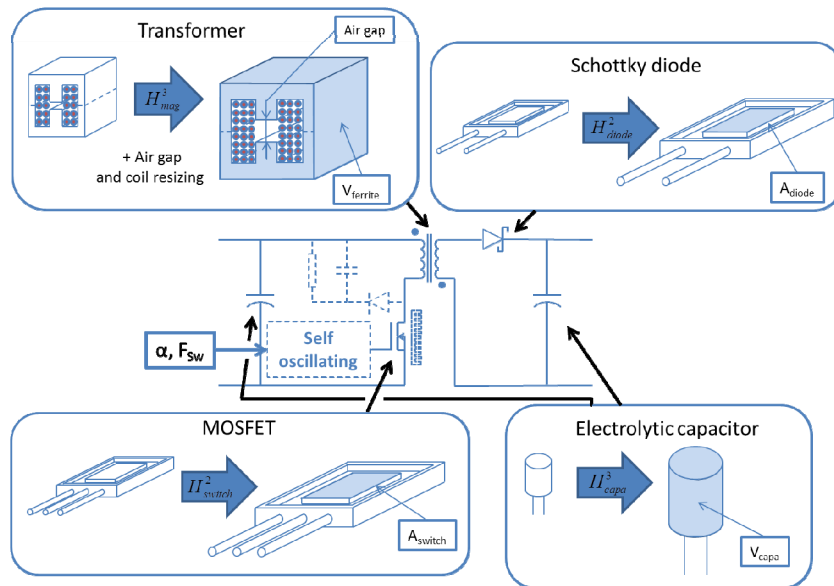 Transformer
Air gap
H³mag
+ Air gap
and coil resizing
Vferrite
Schottky diode
H²diode
Adiode
α, FSw
Self
oscillating
MOSFET
H²switch
Aswitch
Electrolytic capacitor
H³capa
Vcapa